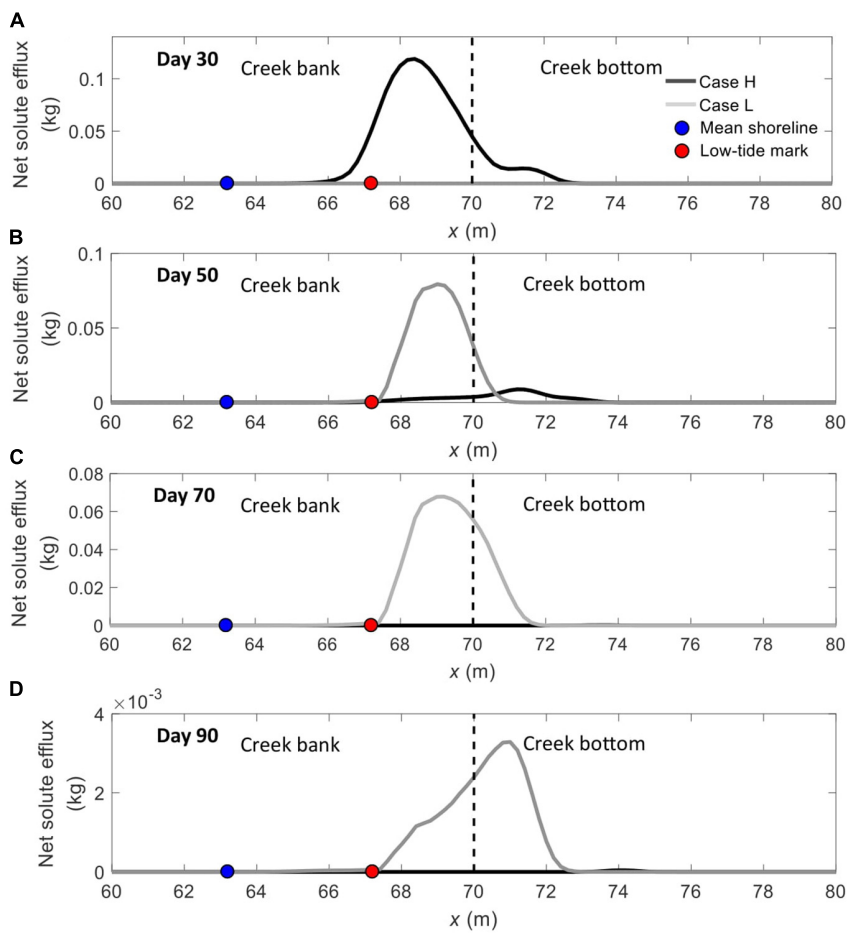 A
Net solute efflux
(kg)
0.1
0.05
0
Day 30
Creek bank
Creek bottom
Case H
Case L
Mean shoreline
Low-tide mark
60 62 64 66 68 70 72 74 76 78 80
x (m)
B
Net solute efflux
(kg)
0.1
0.05
0
Day 50
Creek bank
Creek bottom
60 62 64 66 68 70 72 74 76 78 80
x (m)
C
Net solute efflux
(kg)
0.08
0.06
0.04
0.02
0
Day 70
Creek bank
Creek bottom
60 62 64 66 68 70 72 74 76 78 80
x (m)
D
Net solute efflux
(kg)
×10⁻³
4
2
0
Day 90
Creek bank
Creek bottom
60 62 64 66 68 70 72 74 76 78 80
x (m)